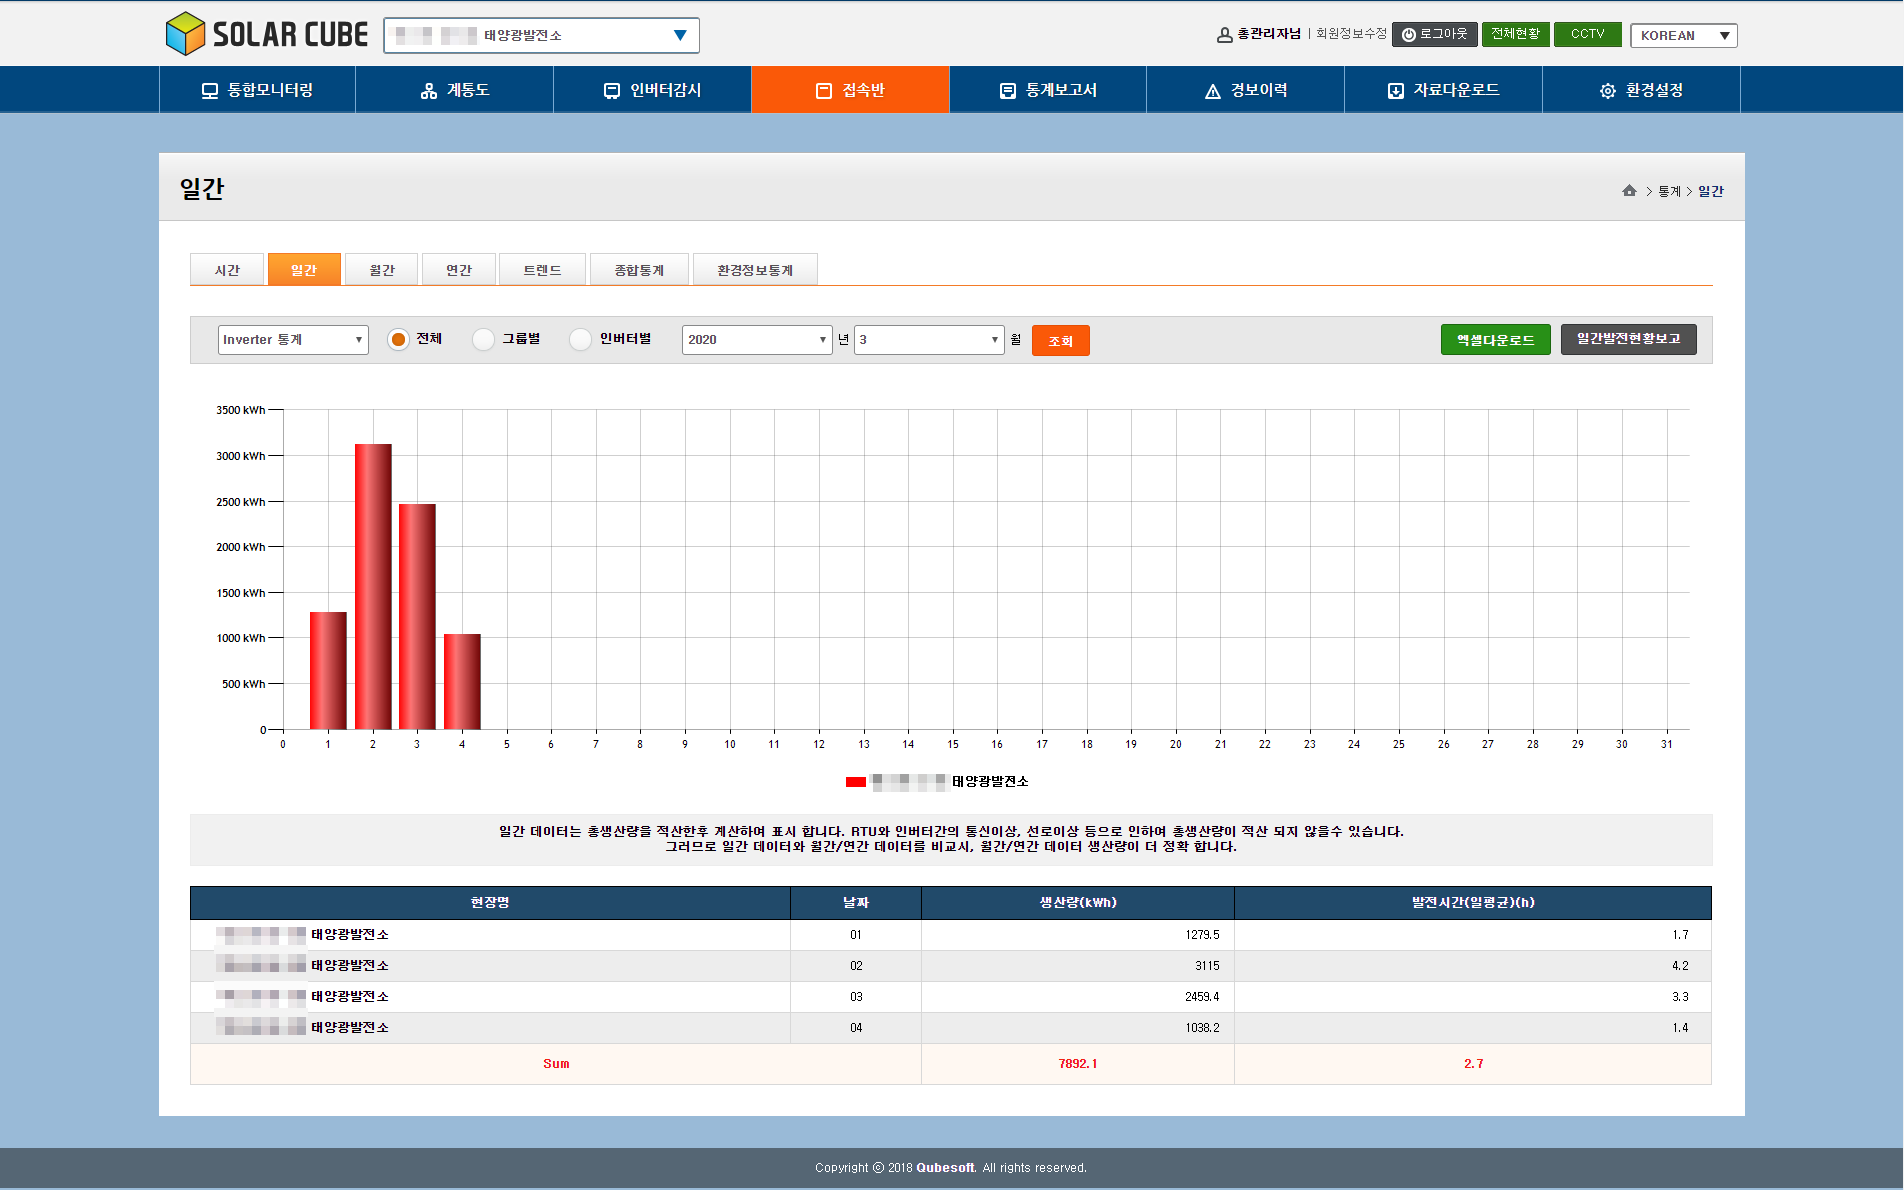 SOLAR CUBE
태양광발전소
총관리자님 | 회원정보수정
로그아웃
전체현황
CCTV
KOREAN
통합모니터링
계통도
인버터감시
접속반
통계보고서
경보이력
자료다운로드
환경설정
일간
> 통계 > 일간
시간
일간
월간
연간
트렌드
종합통계
환경정보통계
Inverter 통계
전체
그룹별
인버터별
2020
년
3
월
조회
엑셀다운로드
일간발전현황보고
3500 kWh
3000 kWh
2500 kWh
2000 kWh
1500 kWh
1000 kWh
500 kWh
0
0 1 2 3 4 5 6 7 8 9 10 11 12 13 14 15 16 17 18 19 20 21 22 23 24 25 26 27 28 29 30 31
태양광발전소
일간 데이터는 총생산량을 적산한후 계산하여 표시 합니다. RTU와 인버터간의 통신이상, 선로이상 등으로 인하여 총생산량이 적산 되지 않을수 있습니다.
그러므로 일간 데이터와 월간/연간 데이터를 비교시, 월간/연간 데이터 생산량이 더 정확 합니다.
현장명 날짜 생산량(kWh) 발전시간(일평균)(h)
태양광발전소 01 1279.5 1.7
태양광발전소 02 3115 4.2
태양광발전소 03 2459.4 3.3
태양광발전소 04 1038.2 1.4
Sum 7892.1 2.7
Copyright ⓒ 2018 Qubesoft. All rights reserved.